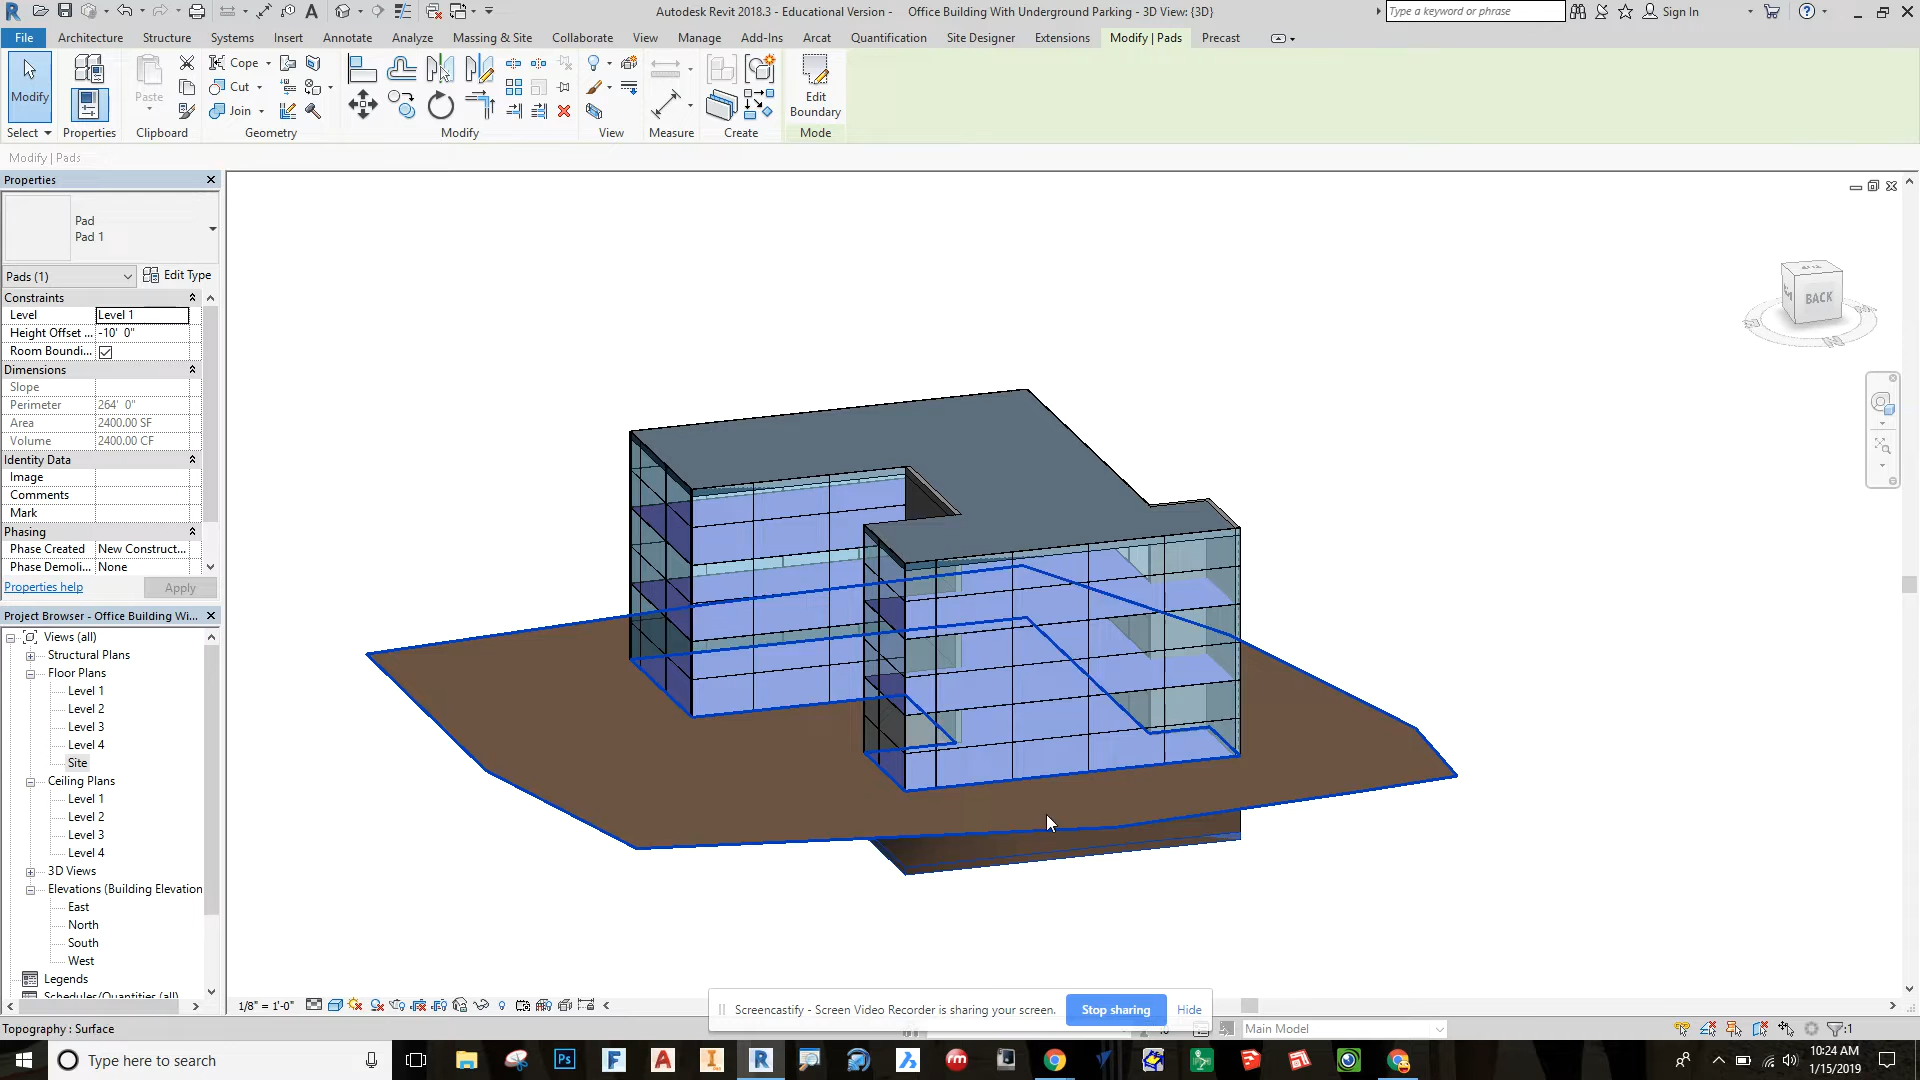 Autodesk Revit 2018.3 - Educational Version - Office Building With Underground Parking - 3D View: {3D}
Type a keyword or phrase
Sign In
File Architecture Structure Systems Insert Annotate Analyze Massing & Site Collaborate View Manage Add-Ins Arcat Quantification Site Designer Extensions Modify | Pads Precast
Modify
Paste
Cope
Cut
Join
Edit
Boundary
Select Properties Clipboard Geometry Modify View Measure Create Mode
Modify | Pads
Properties
Pad
Pad 1
Pads (1) Edit Type
Constraints
Level Level 1
Height Offset ... -10' 0"
Room Boundi...
Dimensions
Slope
Perimeter 264' 0"
Area 2400.00 SF
Volume 2400.00 CF
Identity Data
Image
Comments
Mark
Phasing
Phase Created New Construct...
Phase Demoli... None
Properties help Apply
Project Browser - Office Building Wi...
Views (all)
Structural Plans
Floor Plans
Level 1
Level 2
Level 3
Level 4
Site
Ceiling Plans
Level 1
Level 2
Level 3
Level 4
3D Views
Elevations (Building Elevation
East
North
South
West
Legends
Schedules/Quantities (all)
BACK
1/8" = 1'-0"
Screencastify - Screen Video Recorder is sharing your screen. Stop sharing Hide
Topography : Surface
Main Model
:1
Type here to search
10:24 AM
1/15/2019